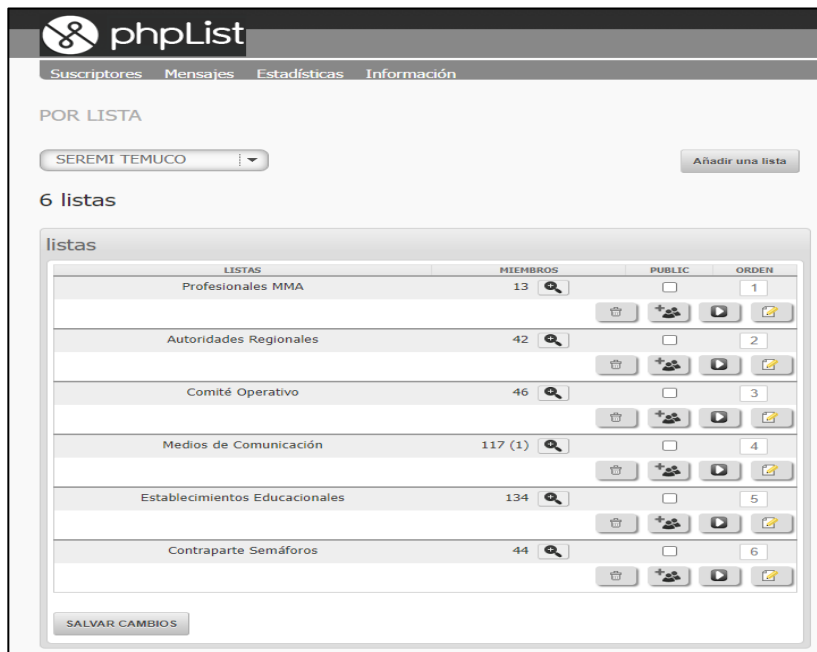 phpList
Suscriptores Mensajes Estadísticas Información
POR LISTA
SEREMI TEMUCO
Añadir una lista
6 listas
listas
LISTAS MIEMBROS PUBLIC ORDEN
Profesionales MMA 13 1
Autoridades Regionales 42 2
Comité Operativo 46 3
Medios de Comunicación 117 (1) 4
Establecimientos Educacionales 134 5
Contraparte Semáforos 44 6
SALVAR CAMBIOS